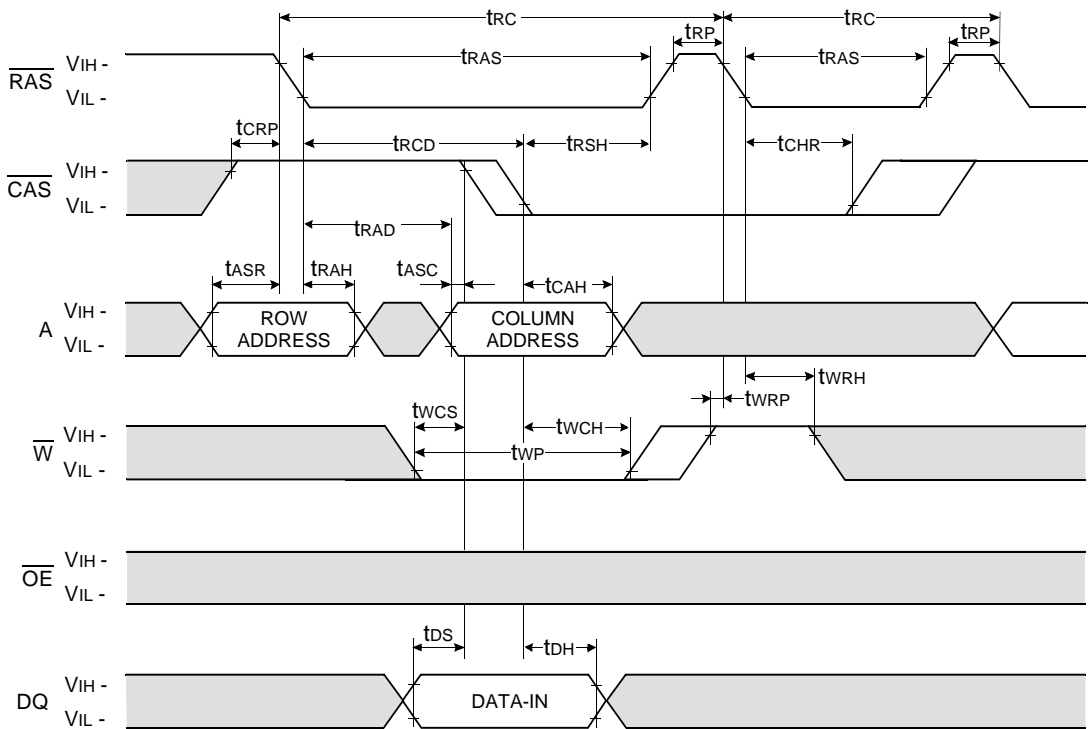 tRC tRC
tRP tRP
tRAS tRAS
RAS VIH -
VIL -
tCRP tRCD tRSH tCHR
CAS VIH -
VIL -
tRAD
tASR tRAH tASC tCAH
A VIH -
VIL -
ROW
ADDRESS
COLUMN
ADDRESS
tWRH
tWRP
tWCS tWCH
tWP
W VIH -
VIL -
OE VIH -
VIL -
tDS tDH
DQ VIH -
VIL -
DATA-IN